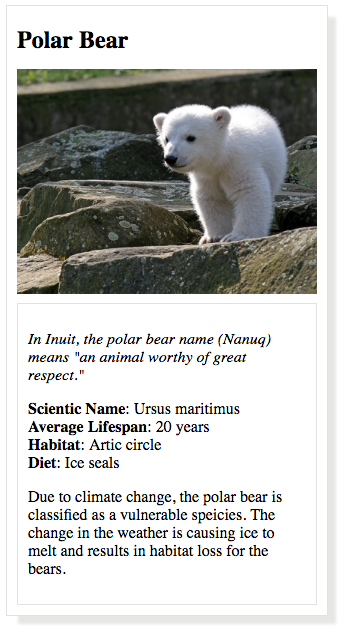 Polar Bear
In Inuit, the polar bear name (Nanuq)
means "an animal worthy of great
respect."
Scientic Name: Ursus maritimus
Average Lifespan: 20 years
Habitat: Artic circle
Diet: Ice seals
Due to climate change, the polar bear is
classified as a vulnerable speicies. The
change in the weather is causing ice to
melt and results in habitat loss for the
bears.